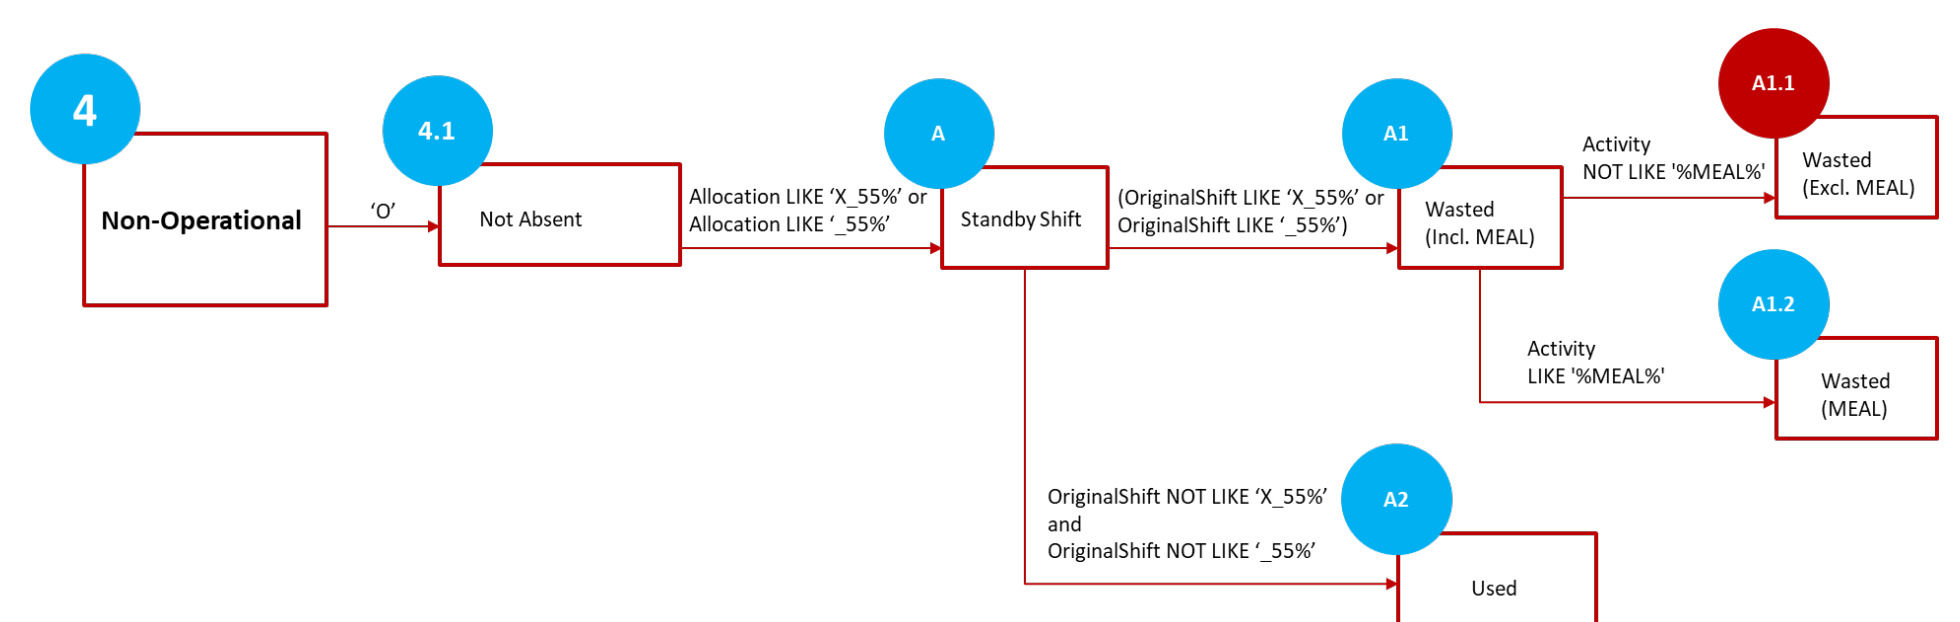 4
Non-Operational
‘O’
4.1
Not Absent
Allocation LIKE ‘X_55%’ or
Allocation LIKE ‘_55%’
A
Standby Shift
(OriginalShift LIKE ‘X_55%’ or
OriginalShift LIKE ‘_55%’)
A1
Wasted
(Incl. MEAL)
Activity
NOT LIKE '%MEAL%'
A1.1
Wasted
(Excl. MEAL)
Activity
LIKE '%MEAL%'
A1.2
Wasted
(MEAL)
OriginalShift NOT LIKE ‘X_55%’
and
OriginalShift NOT LIKE ‘_55%’
A2
Used